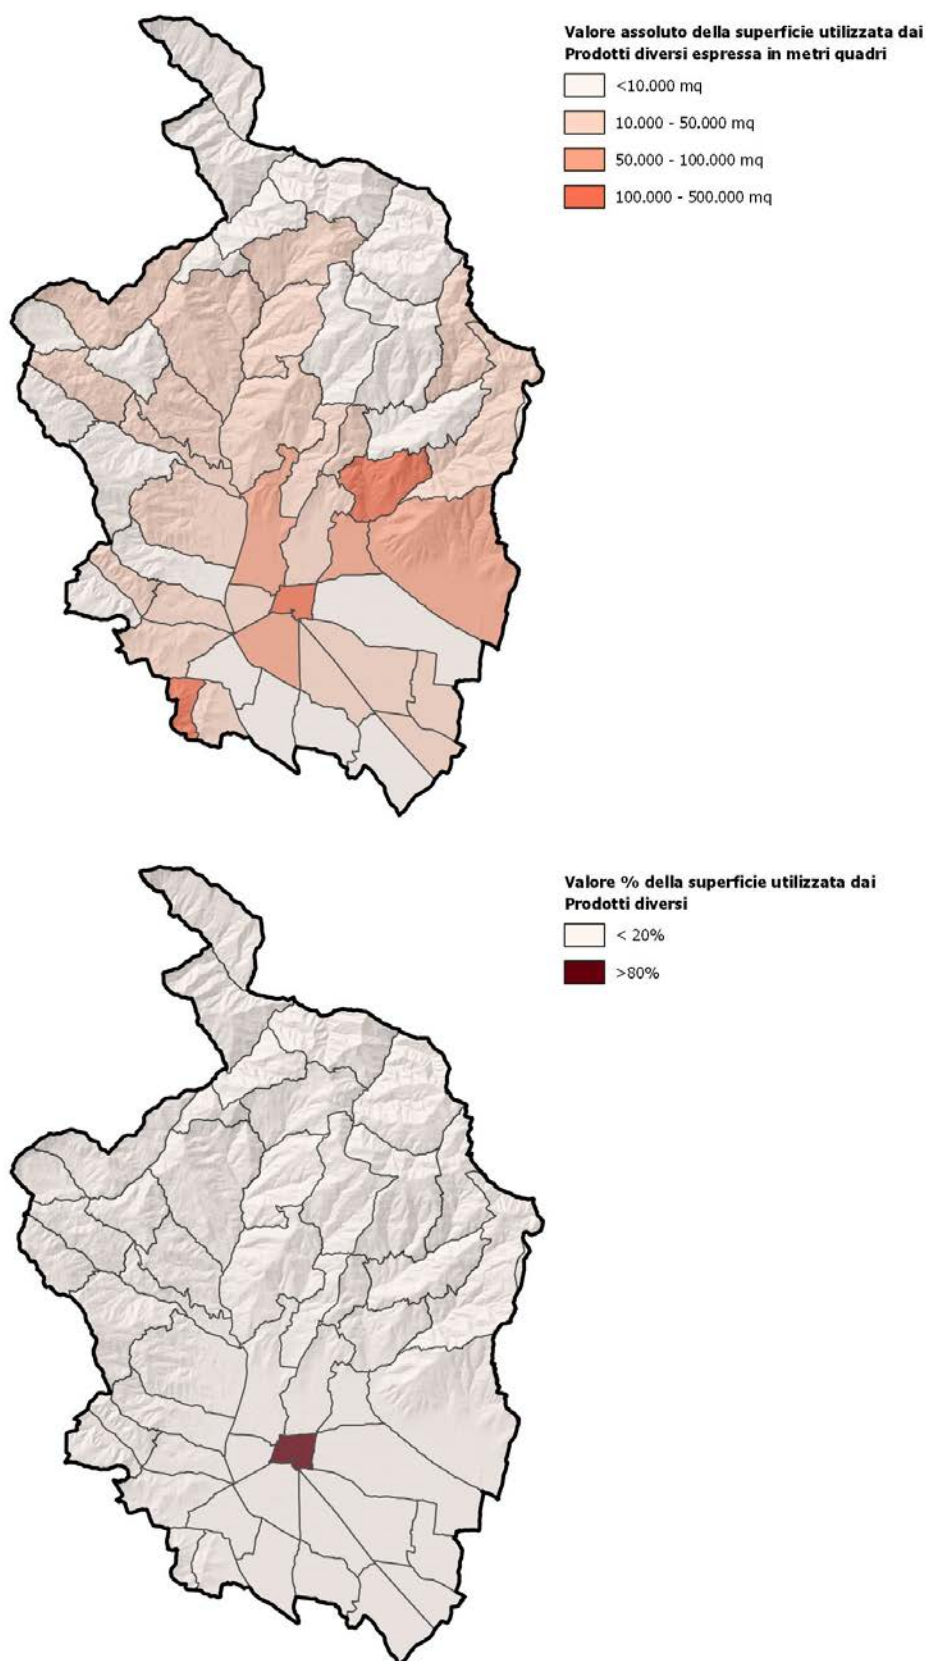 Valore assoluto della superficie utilizzata dai
Prodotti diversi espressa in metri quadri
<10.000 mq
10.000 - 50.000 mq
50.000 - 100.000 mq
100.000 - 500.000 mq
Valore % della superficie utilizzata dai
Prodotti diversi
< 20%
>80%